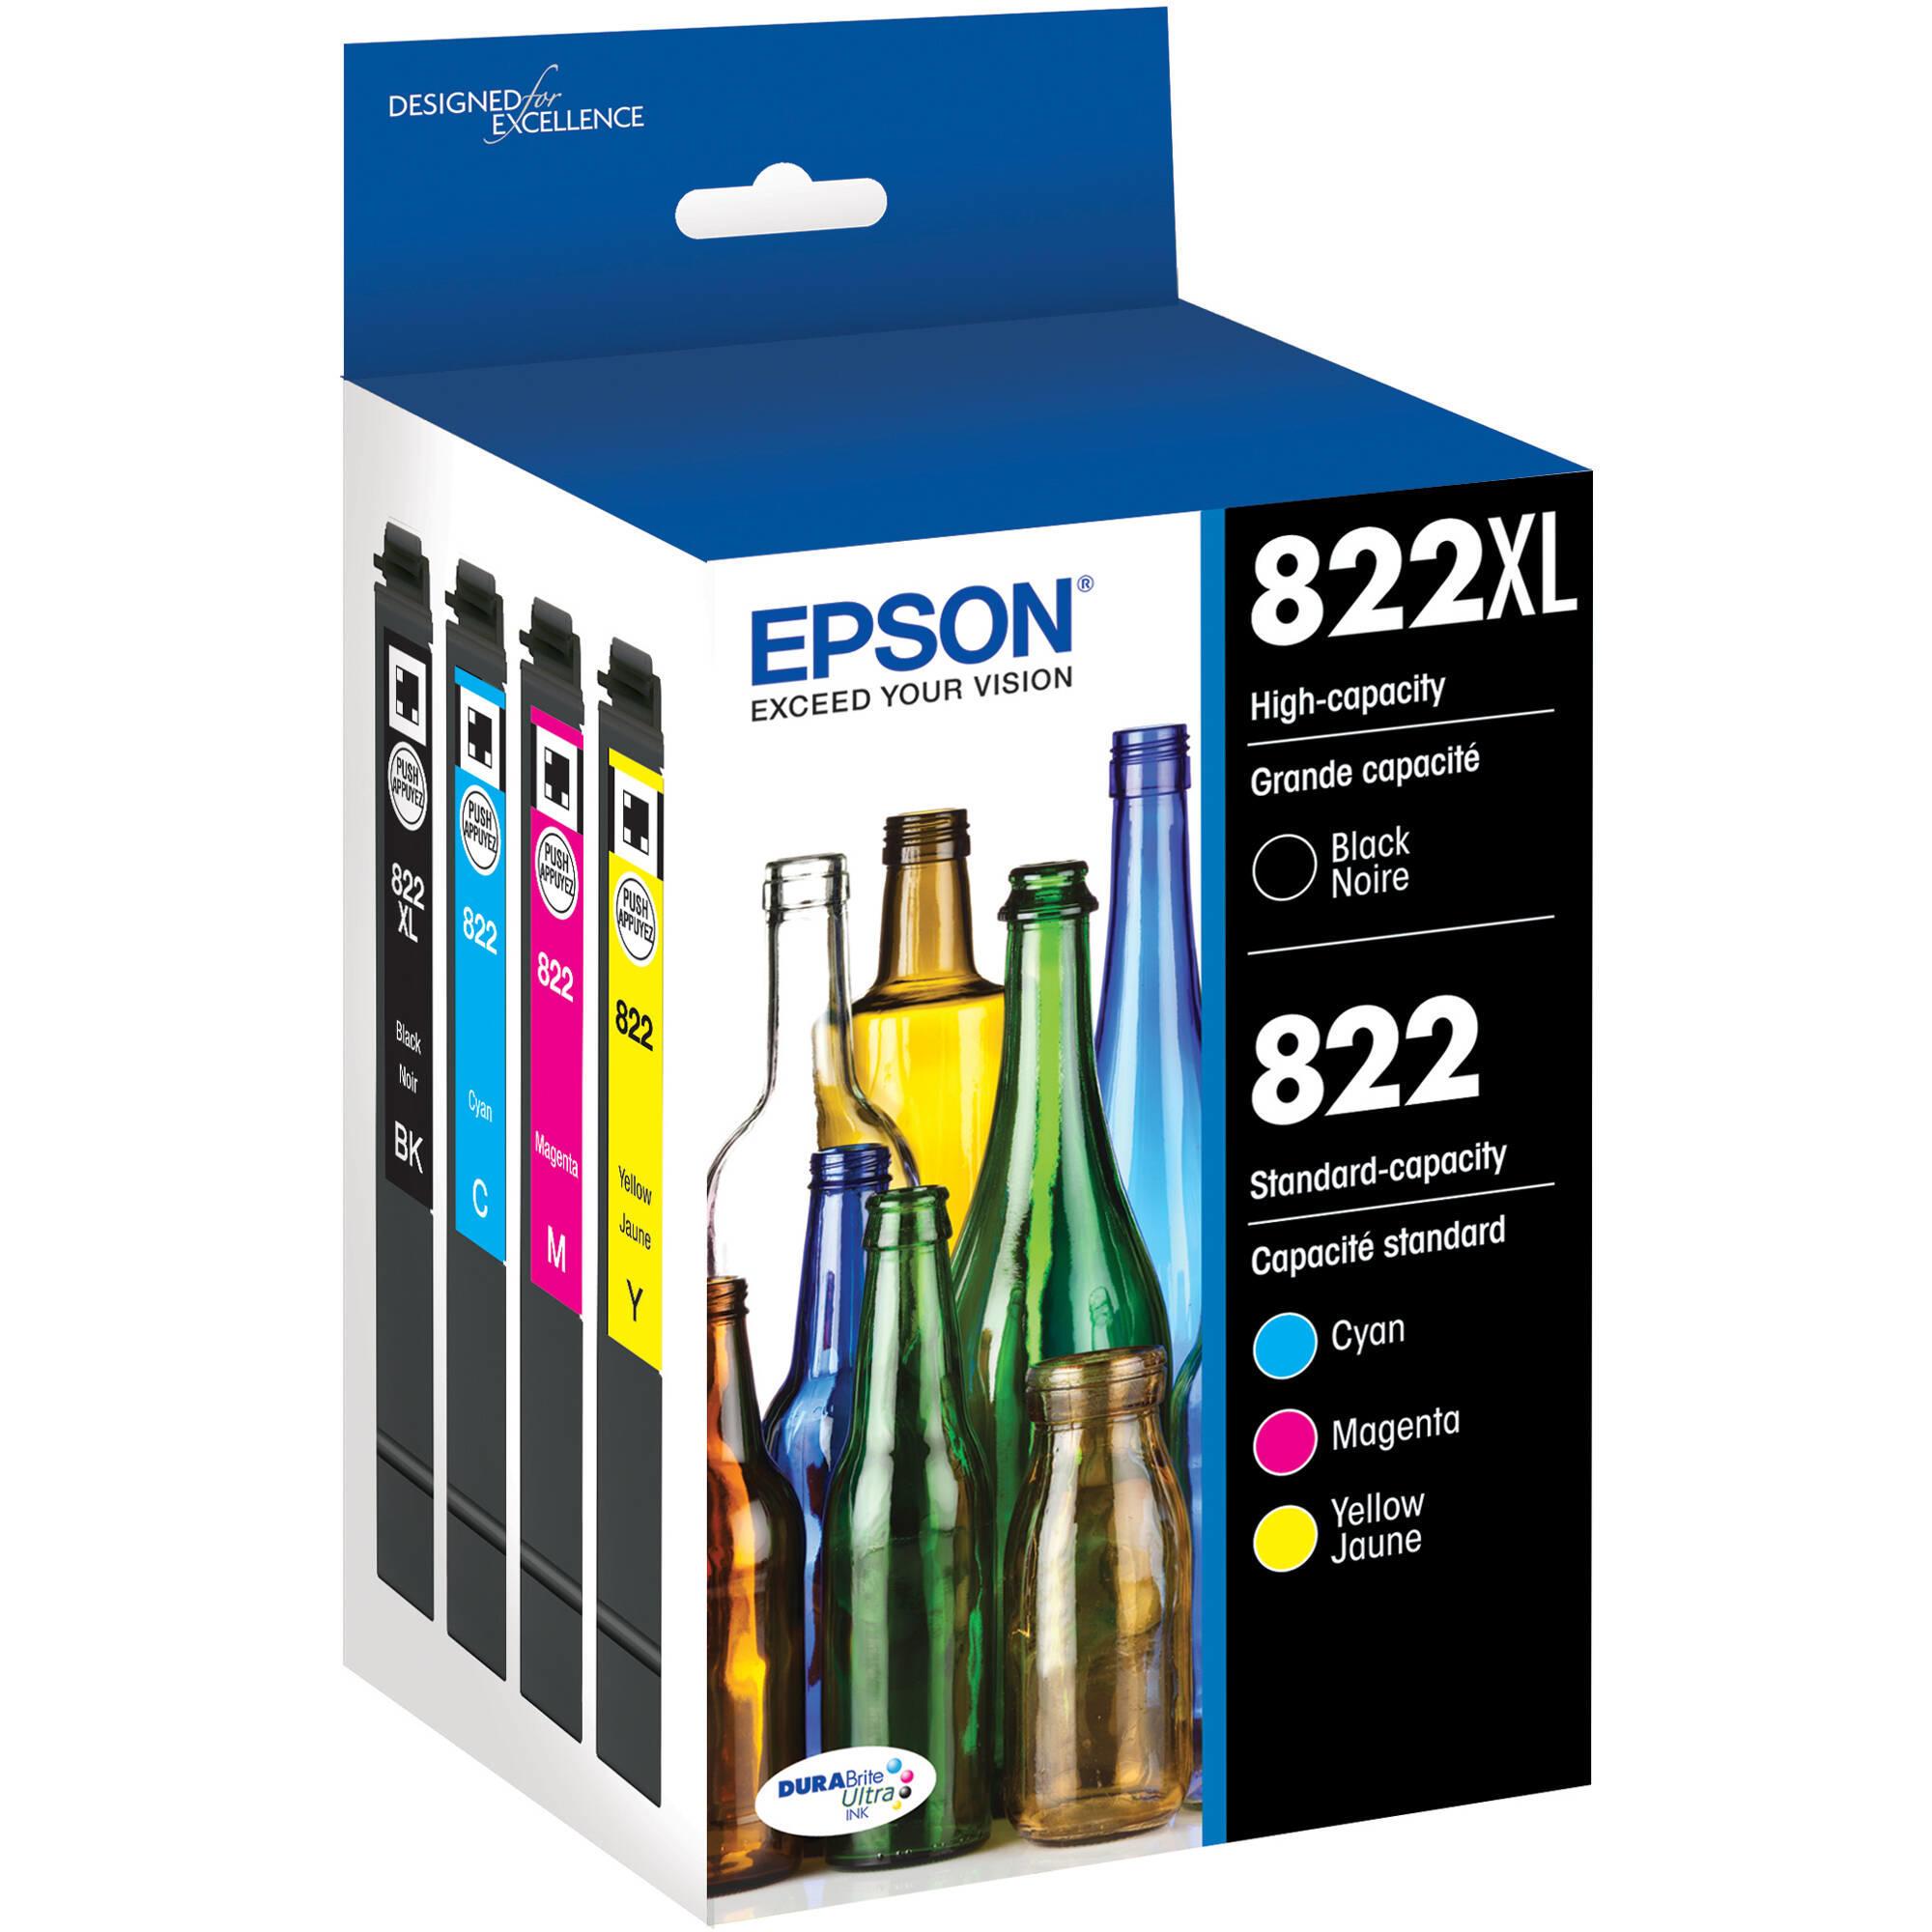 DESIGNED for
EXCELLENCE
EPSON®
EXCEED YOUR VISION
822XL
High-capacity
Grande capacité
Black
Noire
822
Standard-capacity
Capacité standard
Cyan
Magenta
Yellow
Jaune
DURABrite
Ultra
INK
PUSH
APPUYEZ
822
XL
Black
Noir
BK
PUSH
APPUYEZ
822
Cyan
C
PUSH
APPUYEZ
822
Magenta
M
PUSH
APPUYEZ
822
Yellow
Jaune
Y